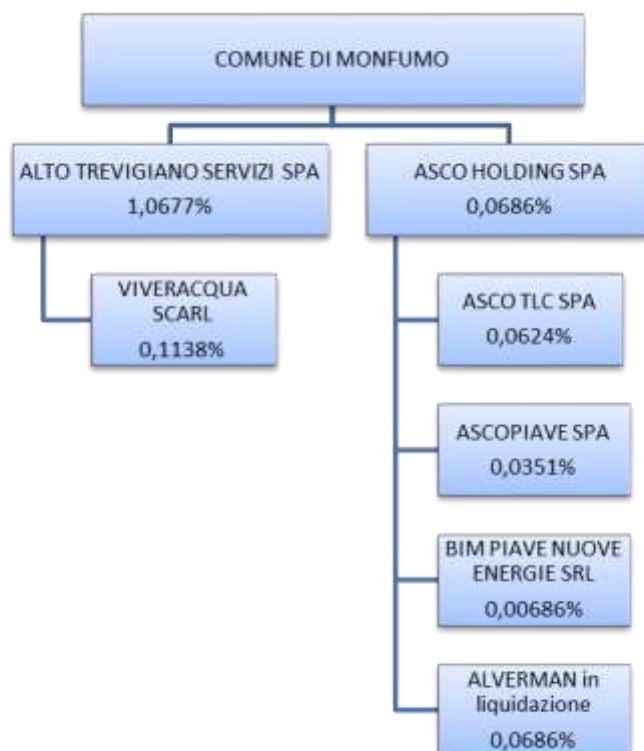 COMUNE DI MONFUMO
ALTO TREVIGIANO SERVIZI SPA
1,0677%
ASCO HOLDING SPA
0,0686%
VIVERACQUA
SCARL
0,1138%
ASCO TLC SPA
0,0624%
ASCOPIAVE SPA
0,0351%
BIM PIAVE NUOVE
ENERGIE SRL
0,00686%
ALVERMAN in
liquidazione
0,0686%